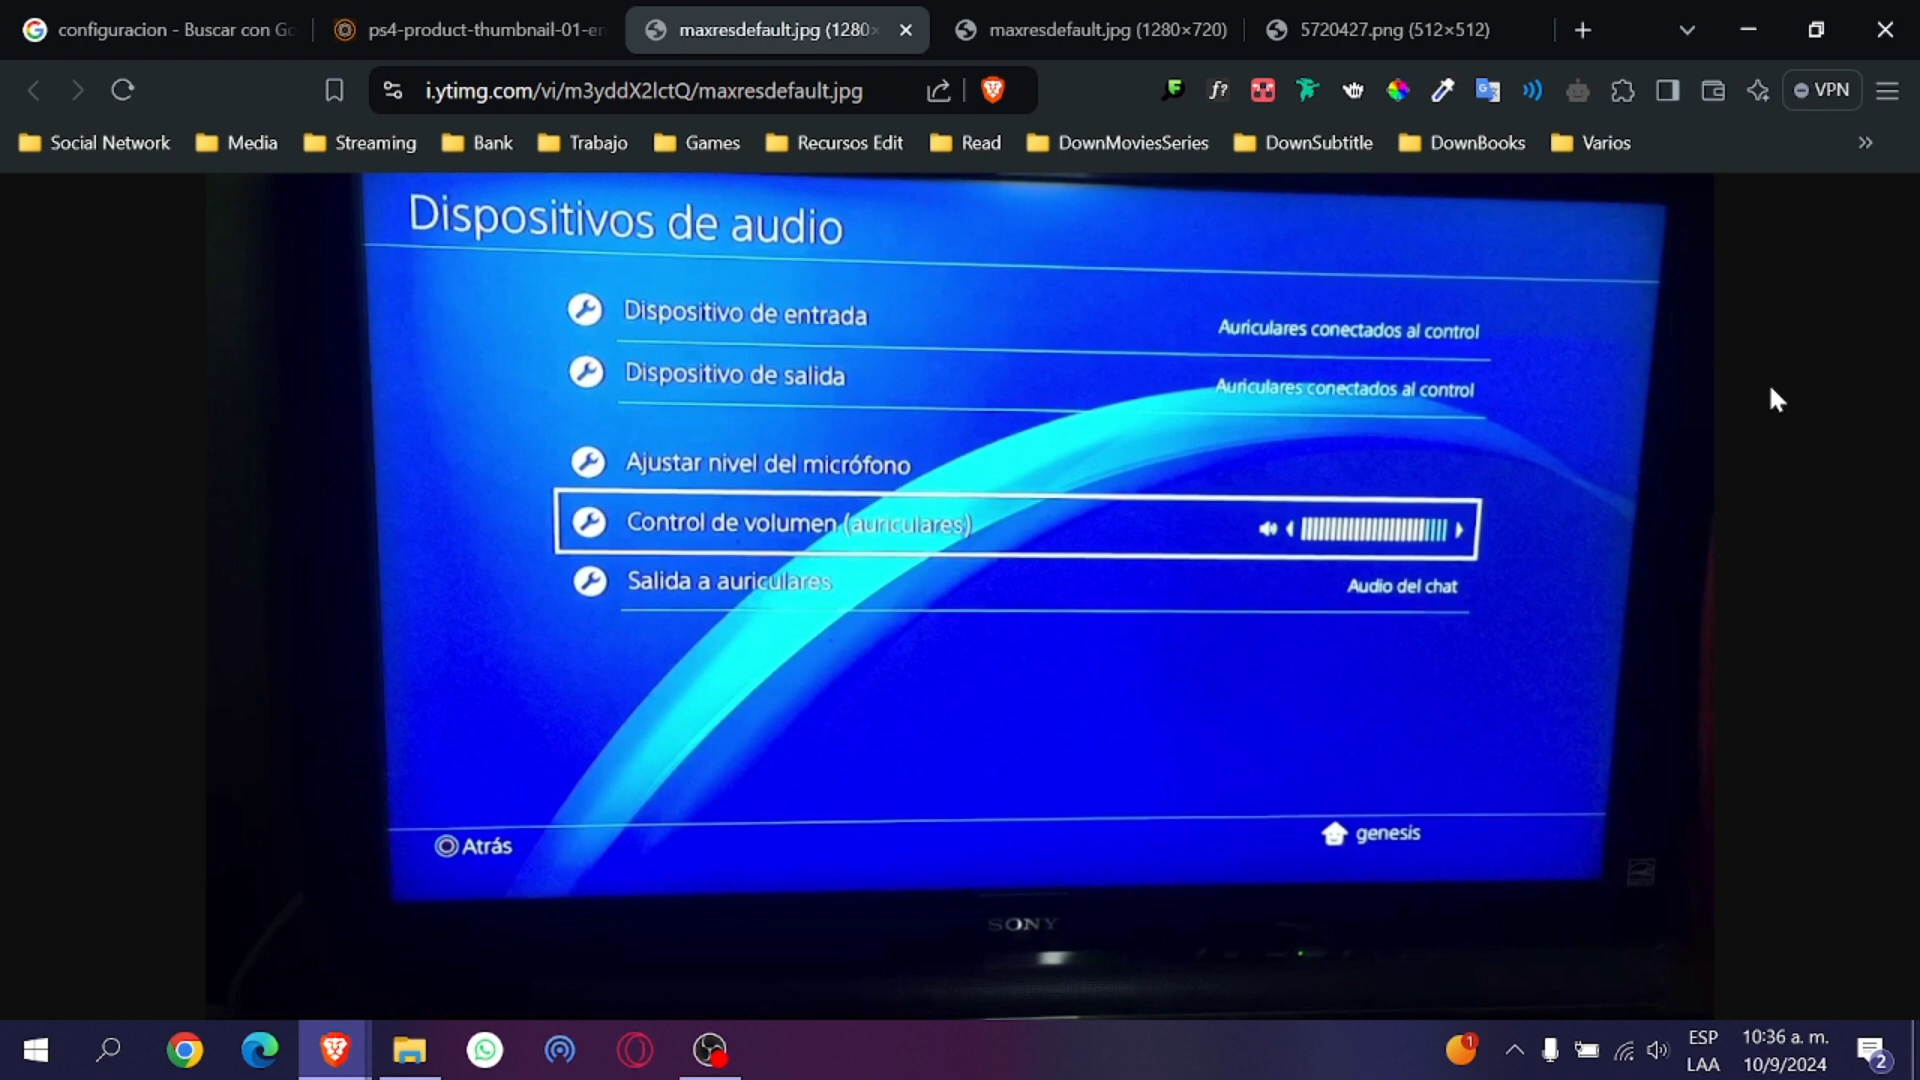 configuracion - Buscar con Go
ps4-product-thumbnail-01-en
maxresdefault.jpg (1280×
maxresdefault.jpg (1280×720)
5720427.png (512×512)
i.ytimg.com/vi/m3yddX2lctQ/maxresdefault.jpg
VPN
Social Network
Media
Streaming
Bank
Trabajo
Games
Recursos Edit
Read
DownMoviesSeries
DownSubtitle
DownBooks
Varios
Dispositivos de audio
Dispositivo de entrada
Auriculares conectados al control
Dispositivo de salida
Auriculares conectados al control
Ajustar nivel del micrófono
Control de volumen (auriculares)
Salida a auriculares
Audio del chat
Atrás
genesis
SONY
1
ESP
LAA
10:36 a. m.
10/9/2024
2